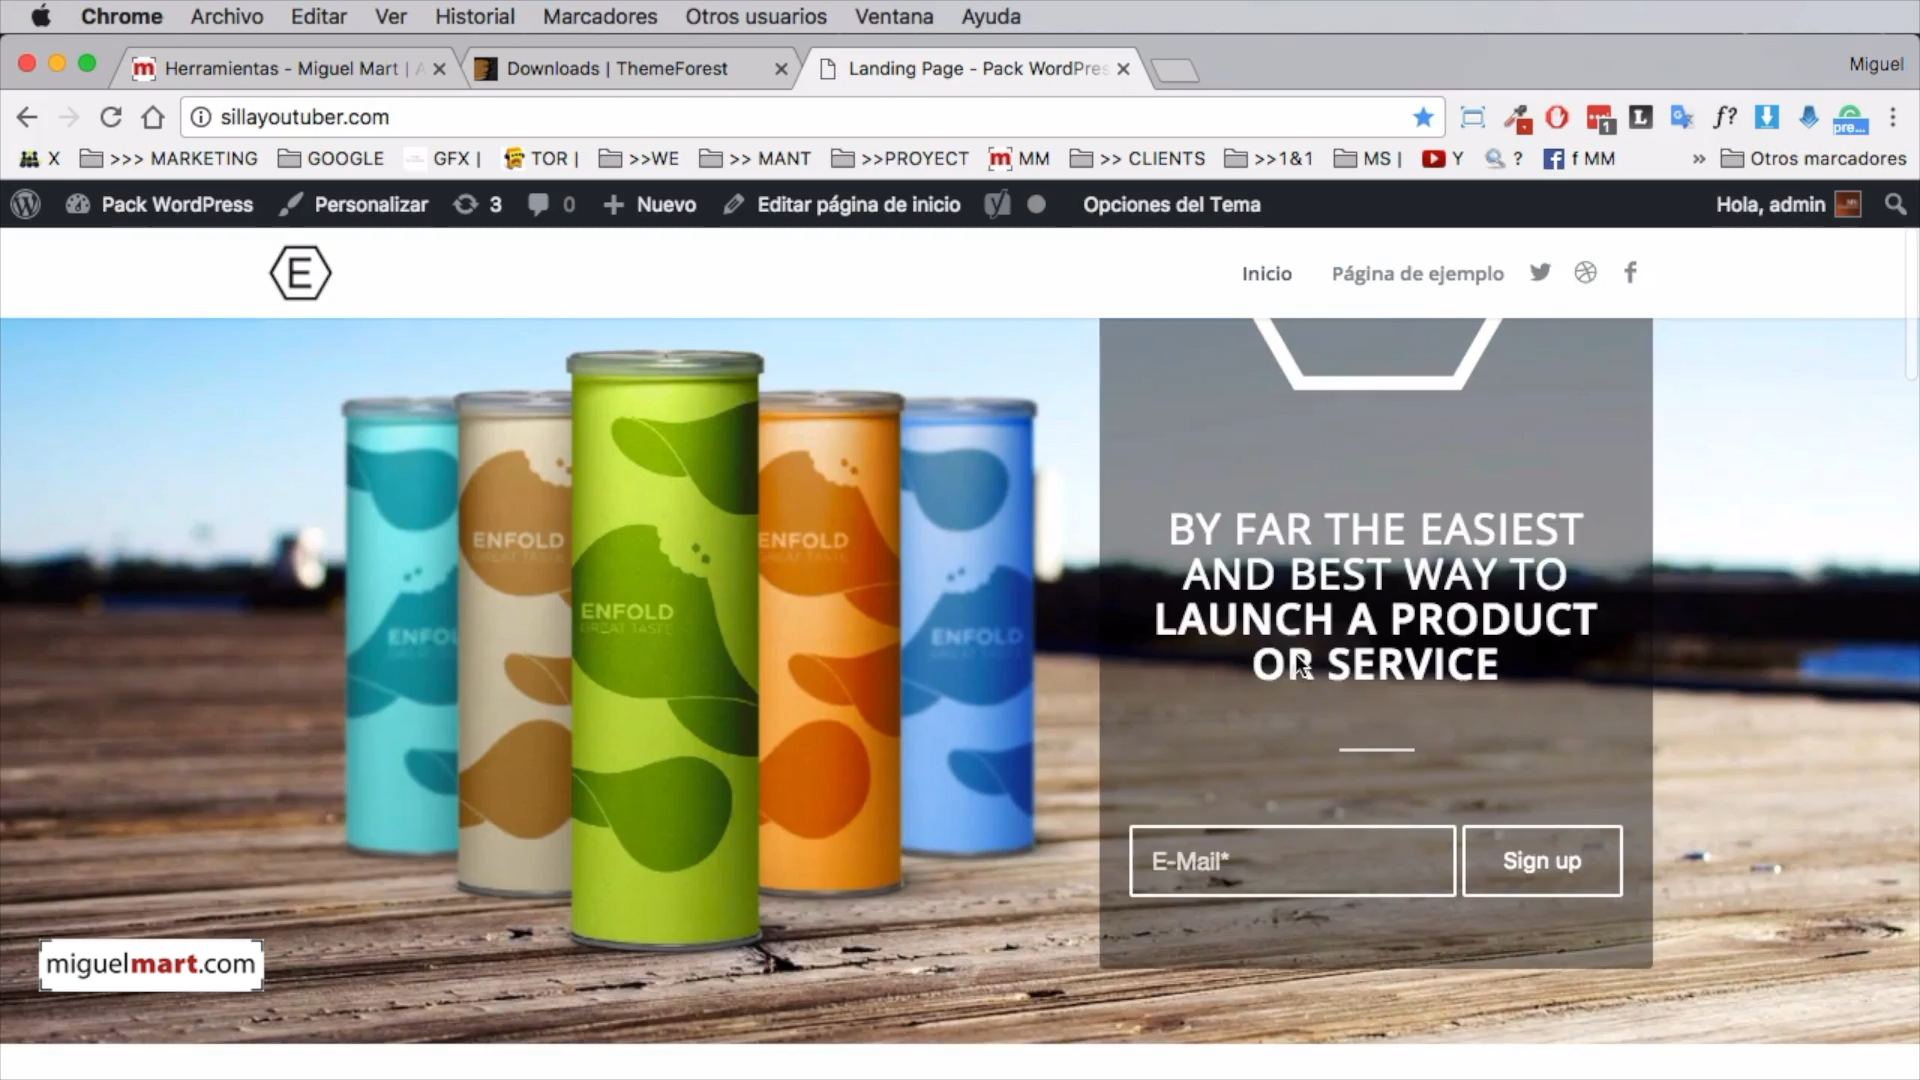 Chrome Archivo Editar Ver Historial Marcadores Otros usuarios Ventana Ayuda
m Herramientas - Miguel Mart | Downloads | ThemeForest Landing Page - Pack WordPres Miguel
sillayoutuber.com
X >>> MARKETING GOOGLE GFX | TOR | >>WE >> MANT >>PROYECT m MM >> CLIENTS >>1&1 MS | Y ? f MM » Otros marcadores
Pack WordPress Personalizar 3 0 Nuevo Editar página de inicio Opciones del Tema Hola, admin
E Inicio Página de ejemplo
ENFOLD
GREAT TASTE
BY FAR THE EASIEST
AND BEST WAY TO
LAUNCH A PRODUCT
OR SERVICE
E-Mail* Sign up
ENFOLD
ENFOLD
ENFOLD
miguelmart.com